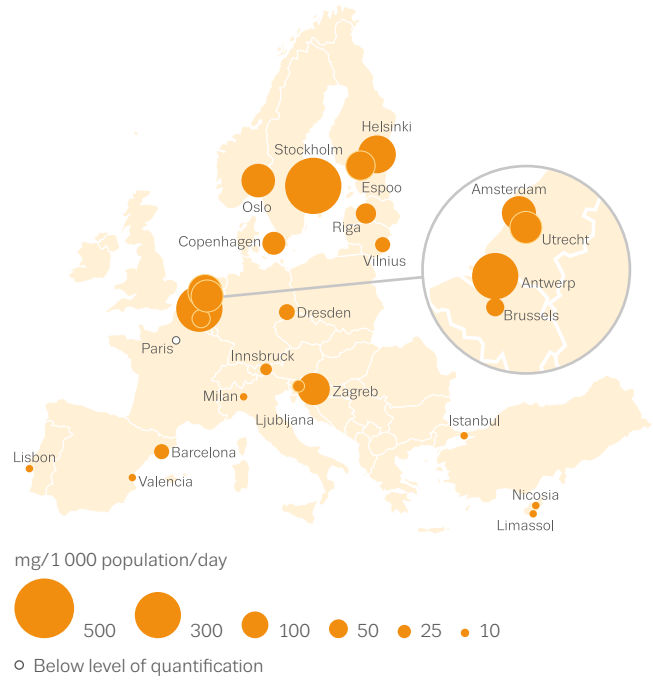 Helsinki
Stockholm
Espoo
Oslo
Riga
Copenhagen
Vilnius
Amsterdam
Utrecht
Antwerp
Brussels
Dresden
Paris
Innsbruck
Milan
Zagreb
Ljubljana
Istanbul
Barcelona
Lisbon
Valencia
Nicosia
Limassol
mg/1 000 population/day
500 300 100 50 25 10
Below level of quantification